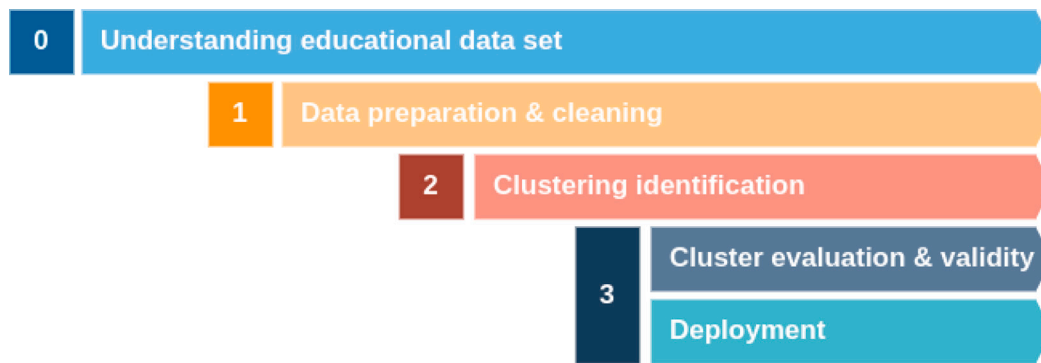 0 Understanding educational data set
1 Data preparation & cleaning
2 Clustering identification
Cluster evaluation & validity
3
Deployment